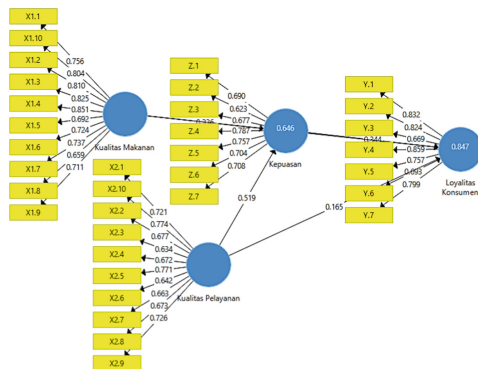 X1.1
X1.10
X1.2
X1.3
X1.4
X1.5
X1.6
X1.7
X1.8
X1.9
0.756
0.804
0.810
0.825
0.851
0.692
0.724
0.737
0.659
0.711
Kualitas Makanan
X2.1
X2.10
X2.2
X2.3
X2.4
X2.5
X2.6
X2.7
X2.8
X2.9
0.721
0.774
0.677
0.634
0.672
0.771
0.642
0.663
0.673
0.726
Kualitas Pelayanan
Z.1
Z.2
Z.3
Z.4
Z.5
Z.6
Z.7
0.690
0.623
0.677
0.787
0.757
0.704
0.708
0.646
Kepuasan
0.519
0.165
Y.1
Y.2
Y.3
Y.4
Y.5
Y.6
Y.7
0.832
0.824
0.669
0.859
0.757
0.693
0.799
0.847
Loyalitas
Konsumen